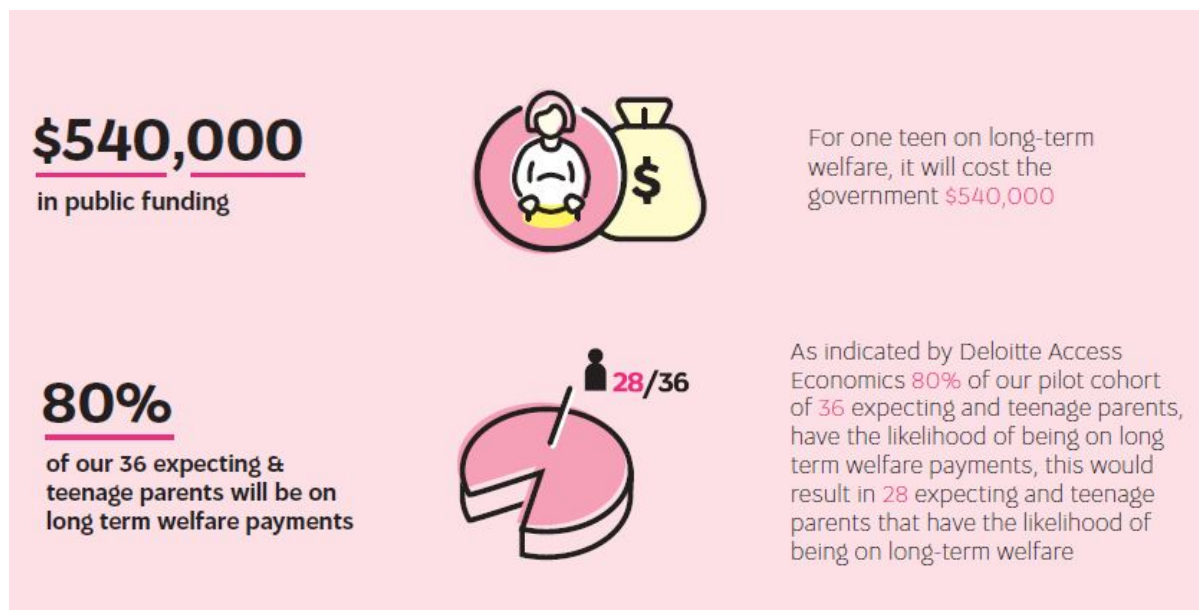 $540,000
in public funding
$
For one teen on long-term
welfare, it will cost the
government $540,000
80%
of our 36 expecting &
teenage parents will be on
long term welfare payments
28/36
As indicated by Deloitte Access
Economics 80% of our pilot cohort
of 36 expecting and teenage parents,
have the likelihood of being on long
term welfare payments, this would
result in 28 expecting and teenage
parents that have the likelihood of
being on long-term welfare